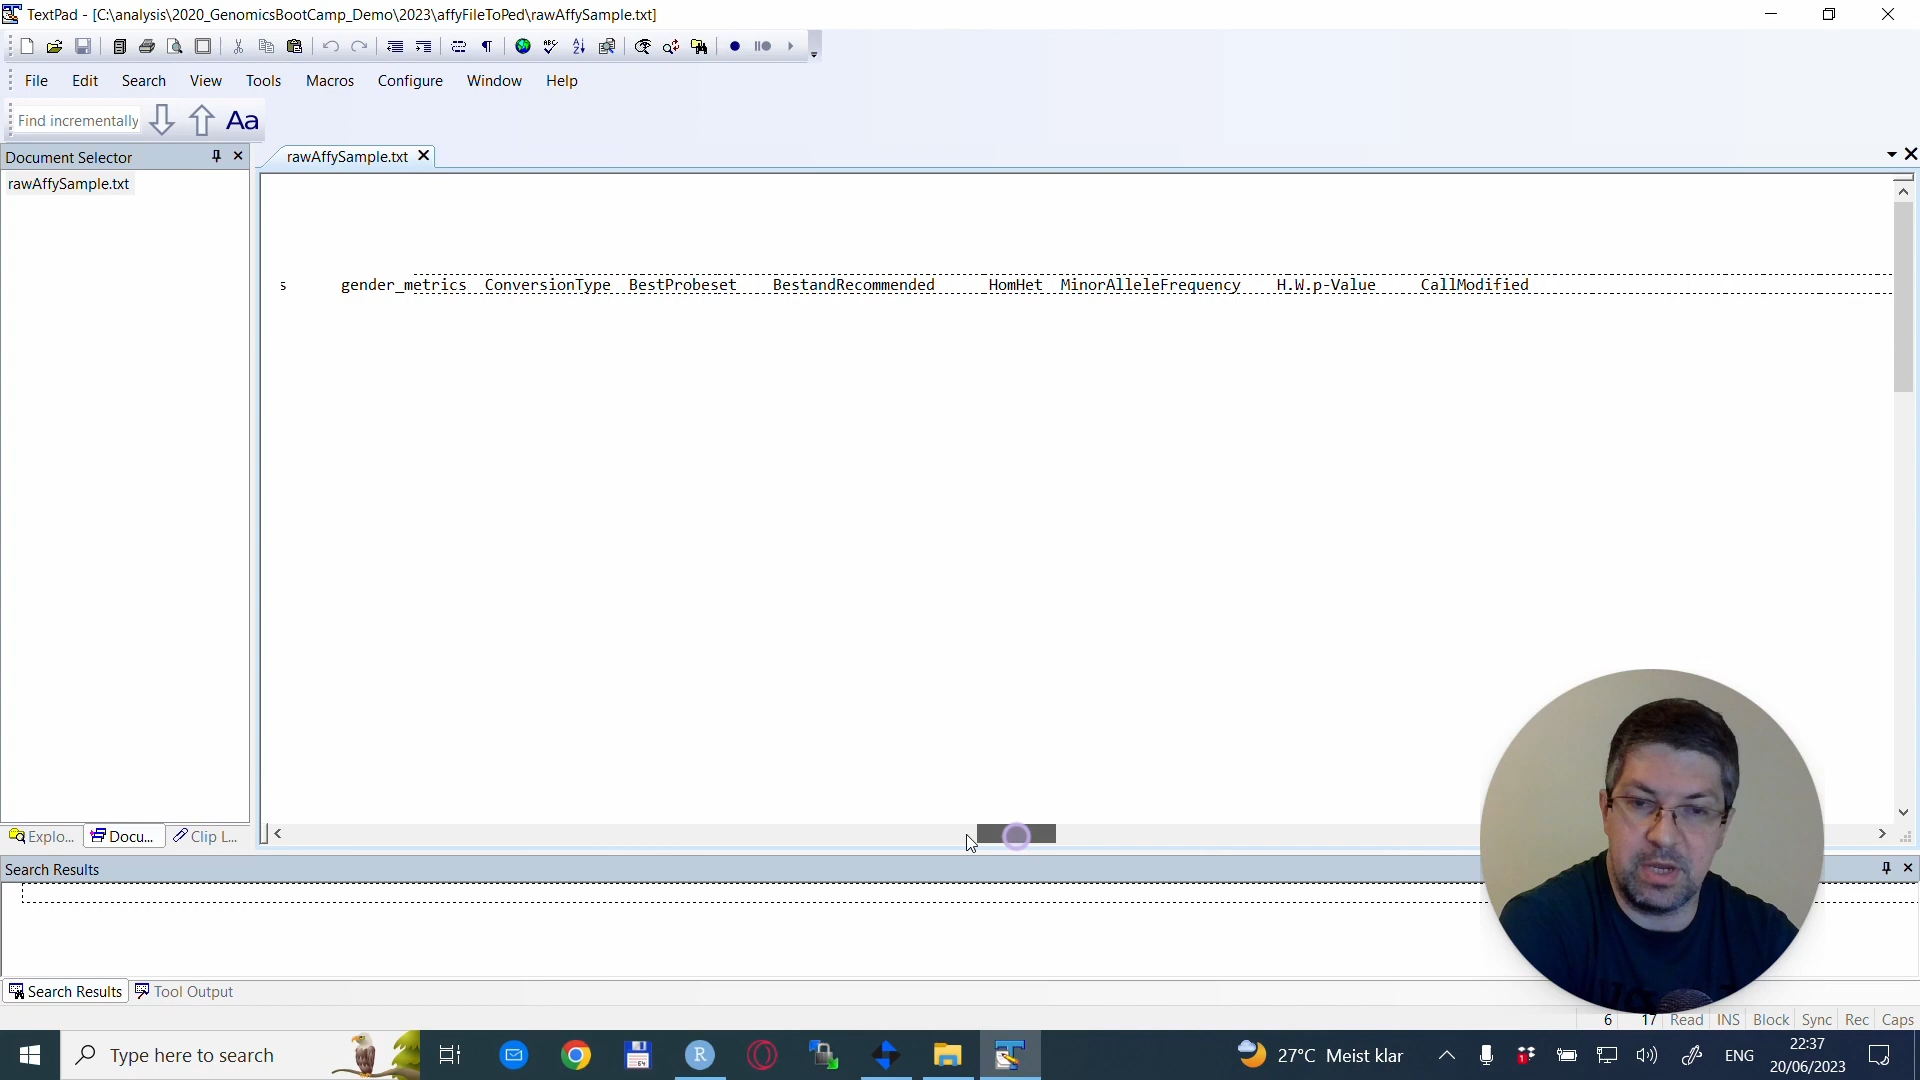 TextPad - [C:\analysis\2020_GenomicsBootCamp_Demo\2023\affyFileToPed\rawAffySample.txt]
File Edit Search View Tools Macros Configure Window Help
Find incrementally Aa
Document Selector
rawAffySample.txt
rawAffySample.txt
s gender_metrics ConversionType BestProbeset BestandRecommended HomHet MinorAlleleFrequency H.W.p-Value CallModified
Explo... Docu... Clip L...
Search Results
Search Results Tool Output
6 17 Read INS Block Sync Rec Caps
Type here to search
27°C Meist klar
ENG
22:37
20/06/2023